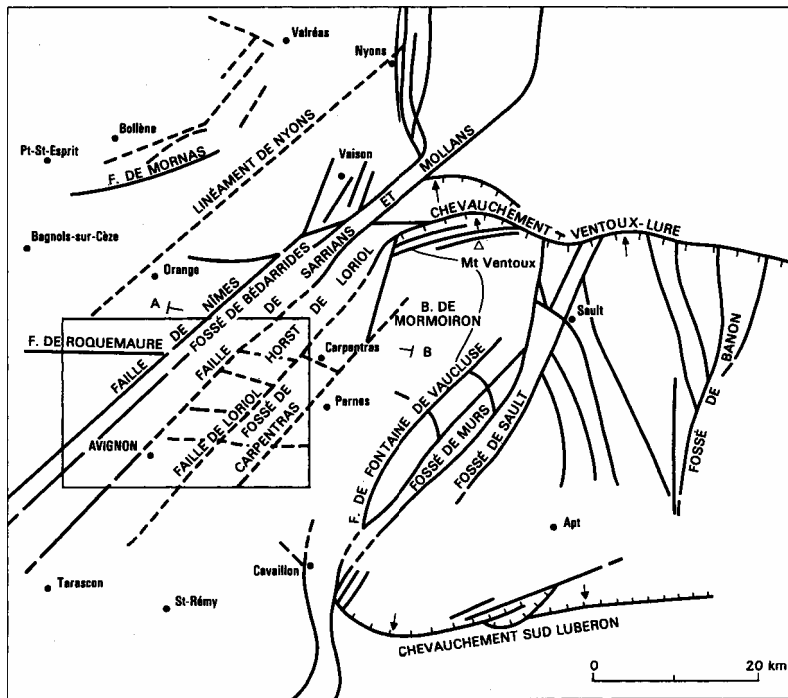 Valréas
Nyons
Bollène
Pt-St-Esprit
F. DE MORNAS
LINÉAMENT DE NYONS
Vaison
FAILLE DE NÎMES
FOSSÉ DE BÉDARRIDES
FAILLE DE SARRIANS ET MOLLANS
HORST DE LORIOL
CHEVAUCHEMENT VENTOUX-LURE
Mt Ventoux
Bagnols-sur-Cèze
Orange
A
B
B. DE
MORMOIRON
Sault
F. DE ROQUEMAURE
Carpentras
Pernes
FAILLE DE LORIOL
FOSSÉ DE
CARPENTRAS
AVIGNON
F. DE FONTAINE DE VAUCLUSE
FOSSÉ DE MURS
FOSSÉ DE SAULT
FOSSÉ DE BANON
Apt
Cavaillon
Tarascon
St-Rémy
CHEVAUCHEMENT SUD LUBERON
0
20 km